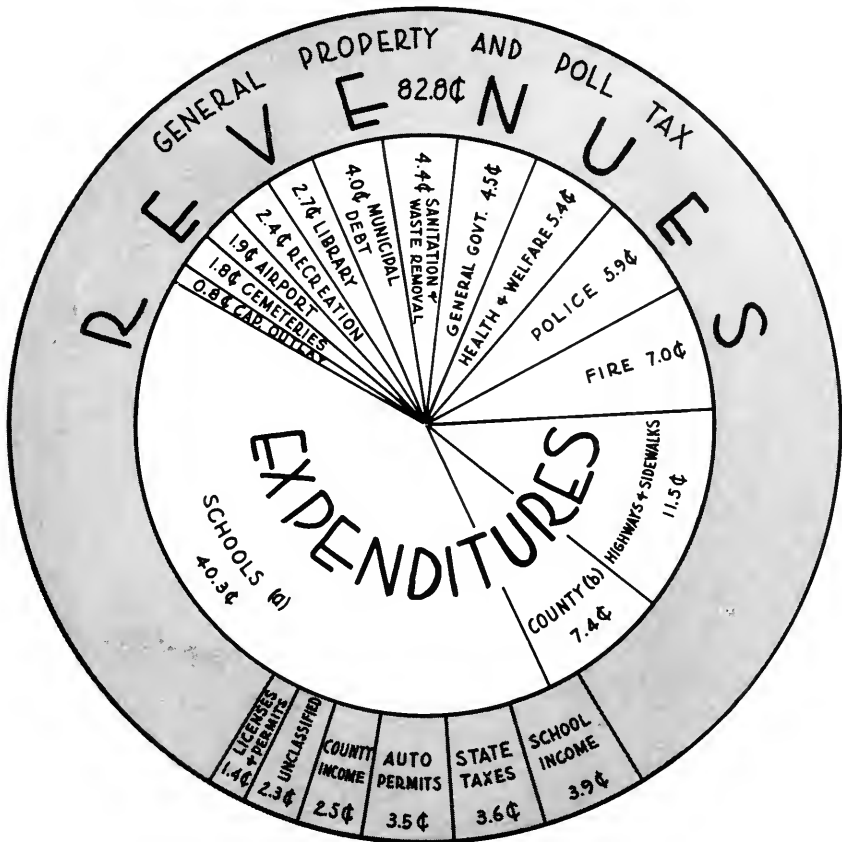 GENERAL PROPERTY AND POLL TAX
82.8¢
REVENUES
0.8¢ CAP. OUTLAY
1.8¢ CEMETERIES
1.9¢ AIRPORT
2.4¢ RECREATION
2.7¢ LIBRARY
4.0¢ MUNICIPAL
DEBT
4.4¢ SANITATION +
WASTE REMOVAL
GENERAL GOVT. 4.5¢
HEALTH + WELFARE 5.4¢
POLICE 5.9¢
FIRE 7.0¢
HIGHWAYS + SIDEWALKS
11.5¢
COUNTY (b)
7.4¢
SCHOOLS (a)
40.3¢
EXPENDITURES
LICENSES
+ PERMITS
1.4¢
UNCLASSIFIED
2.3¢
COUNTY
INCOME
2.5¢
AUTO
PERMITS
3.5¢
STATE
TAXES
3.6¢
SCHOOL
INCOME
3.9¢